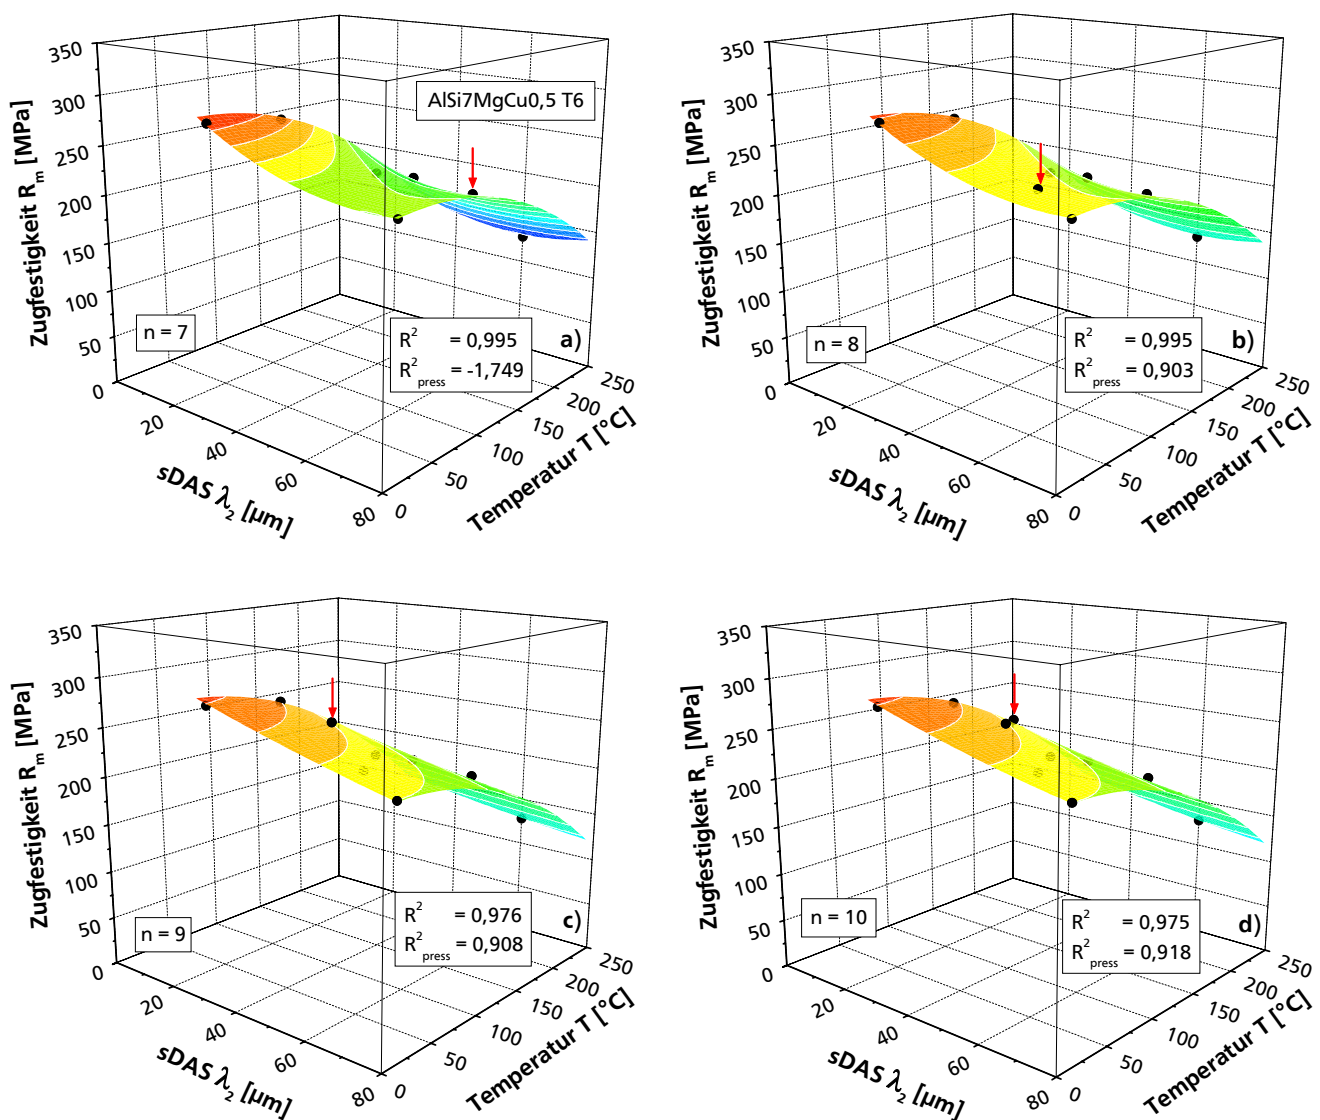 350
300
250
200
150
100
50
0
Zugfestigkeit R_m [MPa]
AlSi7MgCu0,5 T6
n = 7
R² = 0,995
R²_press = -1,749
a)
20
40
60
80
sDAS λ₂ [µm]
0
50
100
150
200
250
Temperatur T [°C]
350
300
250
200
150
100
50
0
Zugfestigkeit R_m [MPa]
n = 8
R² = 0,995
R²_press = 0,903
b)
20
40
60
80
sDAS λ₂ [µm]
0
50
100
150
200
250
Temperatur T [°C]
350
300
250
200
150
100
50
0
Zugfestigkeit R_m [MPa]
n = 9
R² = 0,976
R²_press = 0,908
c)
20
40
60
80
sDAS λ₂ [µm]
0
50
100
150
200
250
Temperatur T [°C]
350
300
250
200
150
100
50
0
Zugfestigkeit R_m [MPa]
n = 10
R² = 0,975
R²_press = 0,918
d)
20
40
60
80
sDAS λ₂ [µm]
0
50
100
150
200
250
Temperatur T [°C]